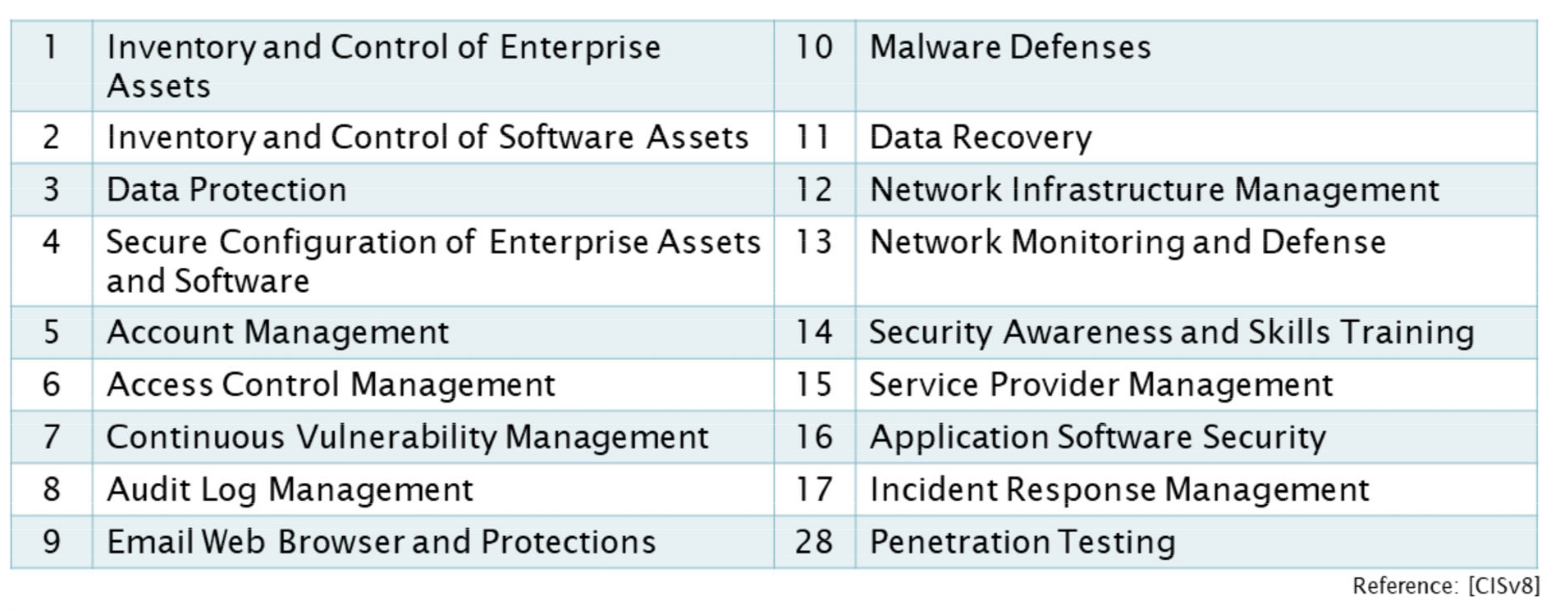 1 Inventory and Control of Enterprise Assets 10 Malware Defenses
2 Inventory and Control of Software Assets 11 Data Recovery
3 Data Protection 12 Network Infrastructure Management
4 Secure Configuration of Enterprise Assets and Software 13 Network Monitoring and Defense
5 Account Management 14 Security Awareness and Skills Training
6 Access Control Management 15 Service Provider Management
7 Continuous Vulnerability Management 16 Application Software Security
8 Audit Log Management 17 Incident Response Management
9 Email Web Browser and Protections 28 Penetration Testing
Reference: [CISv8]